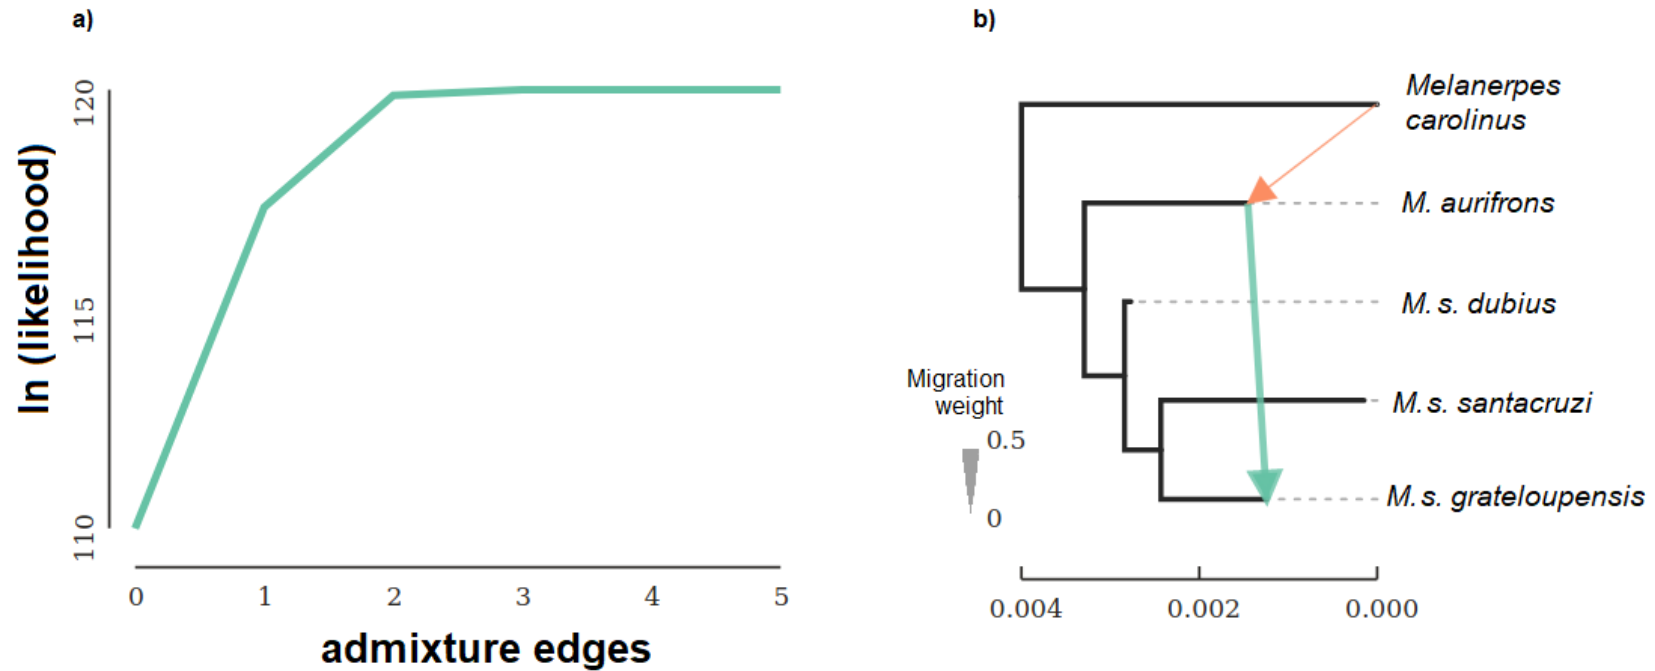 a)
120
115
110
ln (likelihood)
0 1 2 3 4 5
admixture edges
b)
Melanerpes
carolinus
M. aurifrons
M. s. dubius
M. s. santacruzi
M. s. grateloupensis
Migration
weight
0.5
0
0.004 0.002 0.000